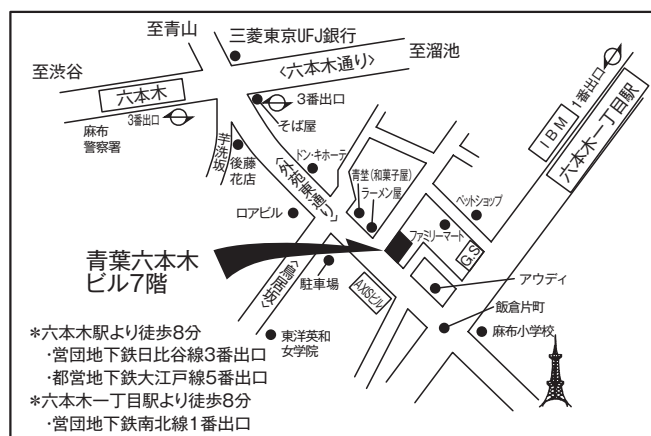 至青山
三菱東京UFJ銀行
至渋谷
〈六本木通り〉
至溜池
六本木
3番出口
3番出口
そば屋
麻布
警察署
芋洗坂
後藤
花店
ドン・キホーテ
〈外苑東通り〉
青埜(和菓子屋)
ラーメン屋
ロアビル
IBM
1番出口
六本木一丁目駅
ペットショップ
ファミリーマート
G.S
青葉六本木
ビル7階
〈鳥居坂〉
駐車場
AXISビル
アウディ
飯倉片町
麻布小学校
東洋英和
女学院
*六本木駅より徒歩8分
・営団地下鉄日比谷線3番出口
・都営地下鉄大江戸線5番出口
*六本木一丁目駅より徒歩8分
・営団地下鉄南北線1番出口